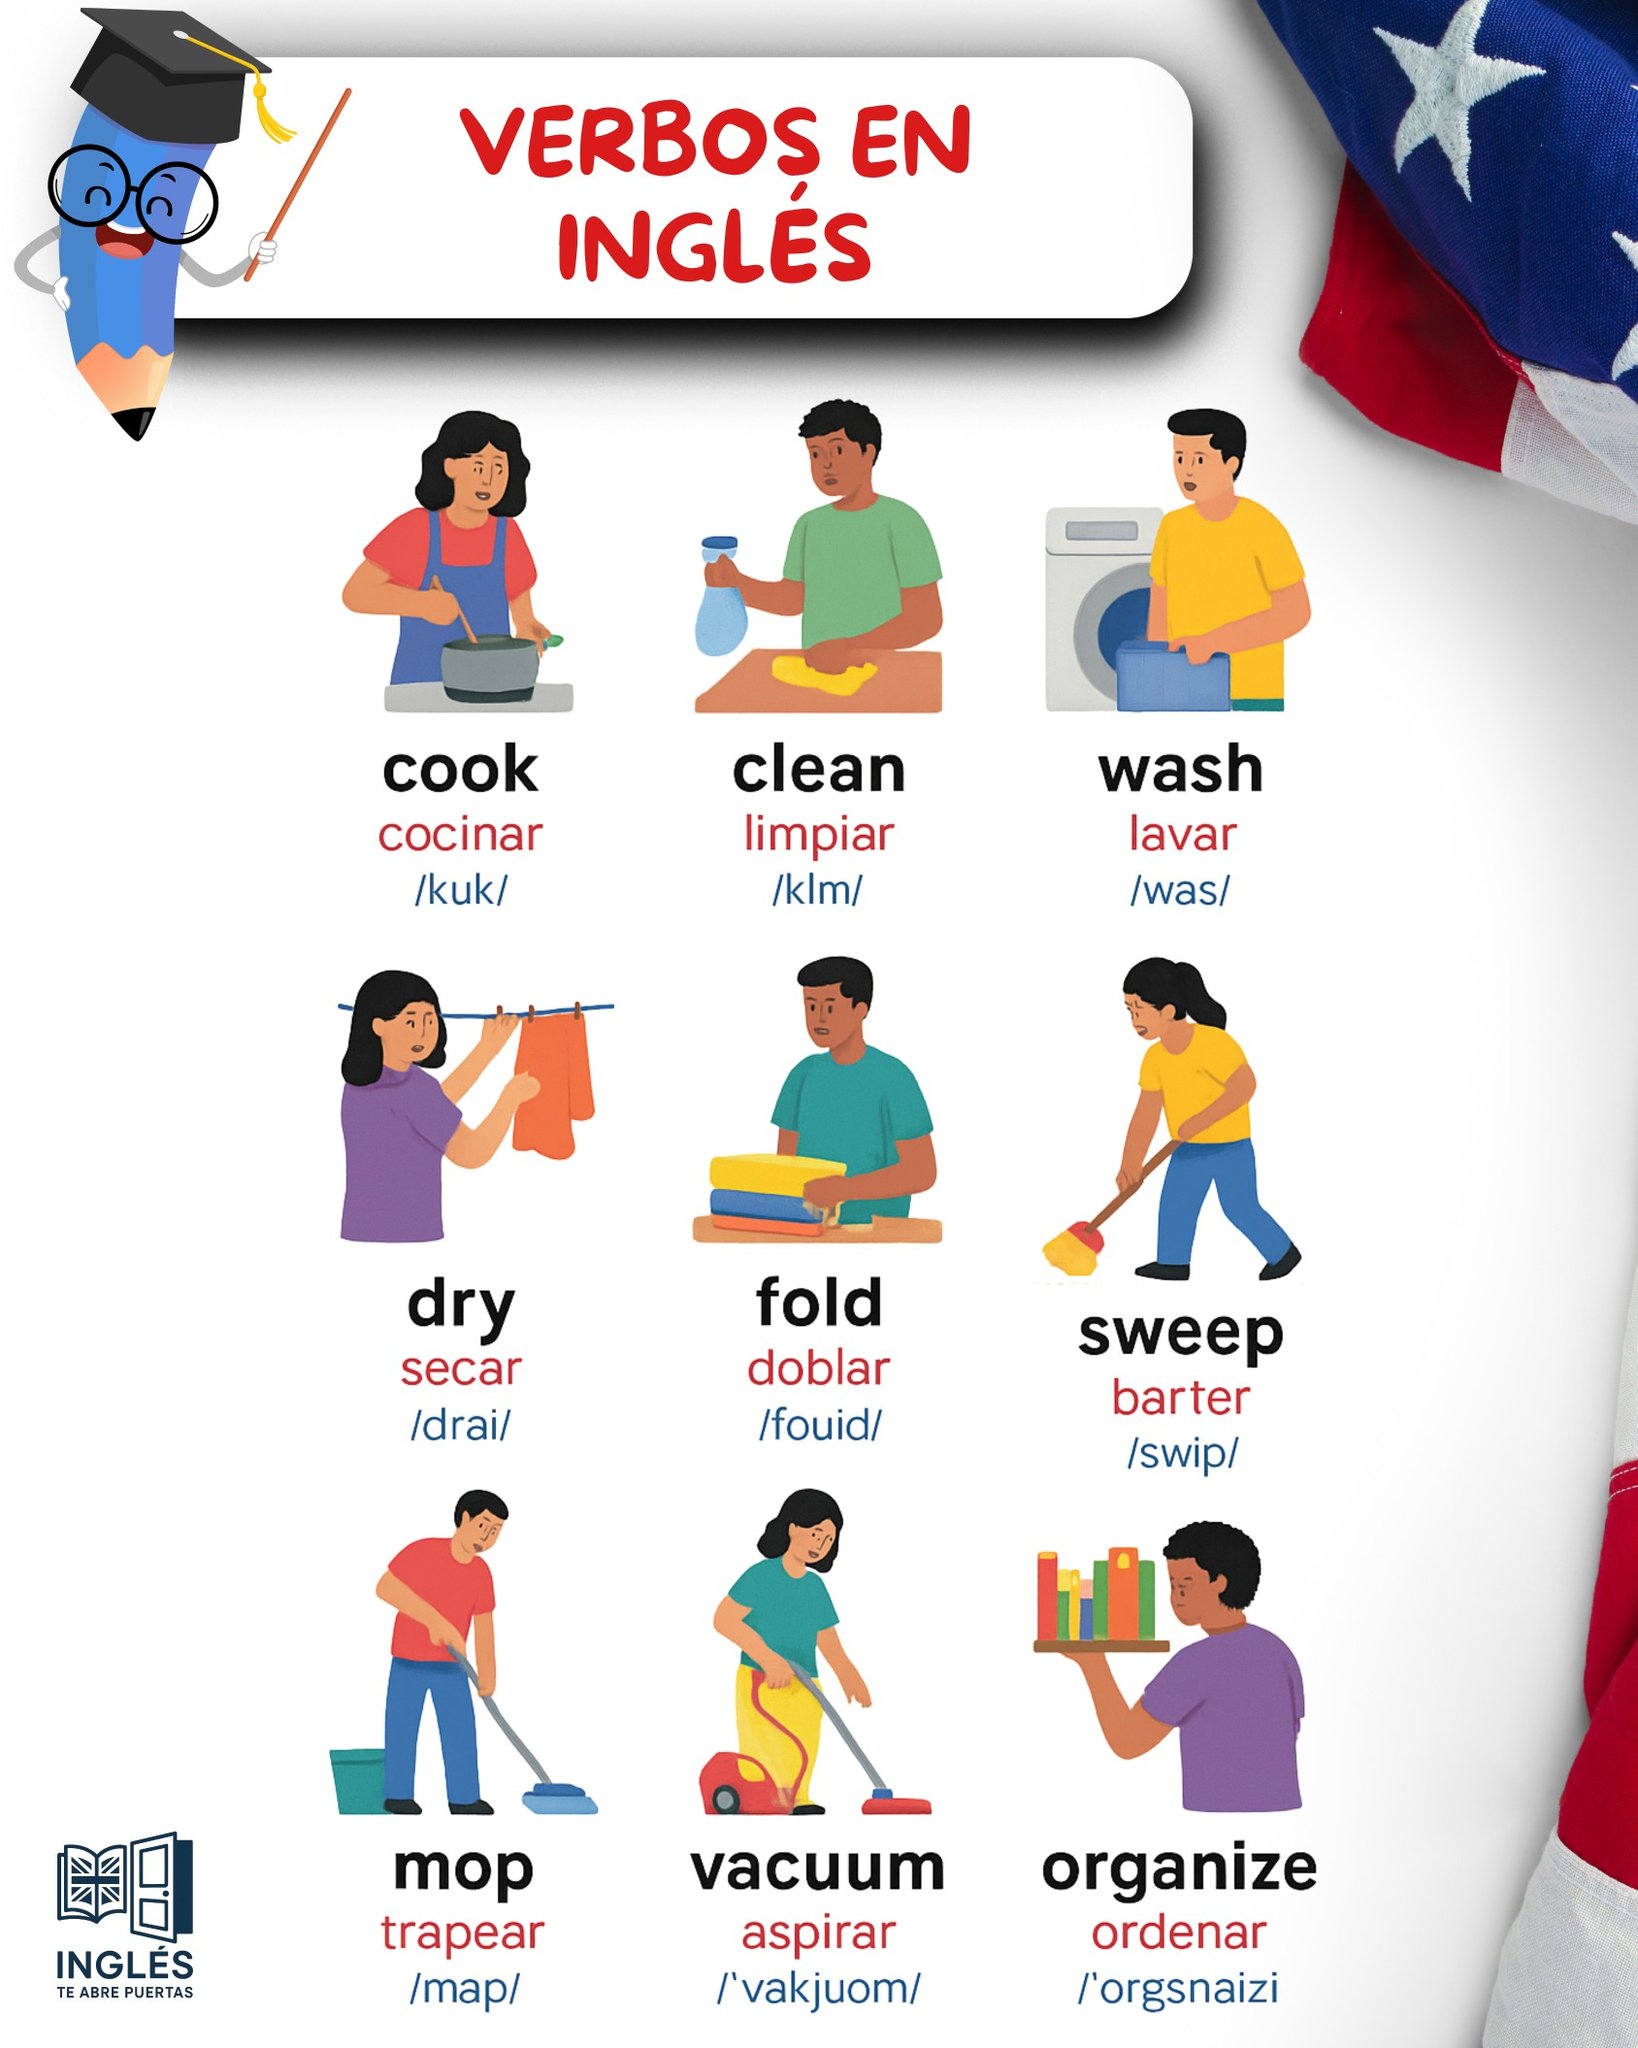 VERBOS EN
INGLÉS
cook
cocinar
/kuk/
clean
limpiar
/klm/
wash
lavar
/was/
dry
secar
/drai/
fold
doblar
/fouid/
sweep
barter
/swip/
mop
trapear
/map/
vacuum
aspirar
/'vakjuom/
organize
ordenar
/'orgsnaizi
INGLÉS
TE ABRE PUERTAS